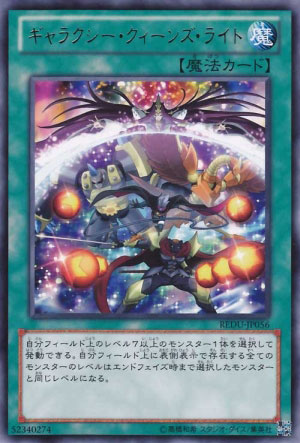 ギャラクシー・クィーンズ・ライト
魔
【魔法カード】
REDU-JP056
自分フィールド上のレベル7以上のモンスター1体を選択して
発動できる。自分フィールド上に表側表示で存在する全ての
モンスターのレベルはエンドフェイズ時まで選択したモンスター
と同じレベルになる。
52340274
©高橋和希 スタジオ・ダイス/集英社